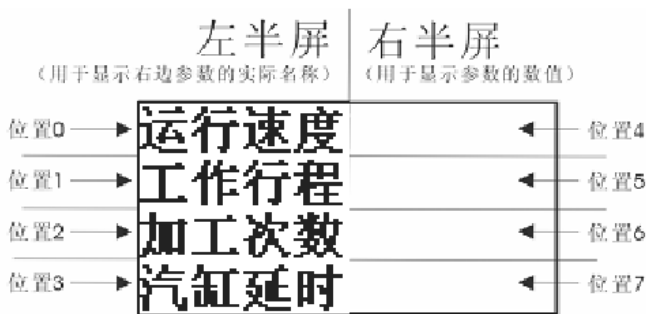 左半屏 右半屏
（用于显示右边参数的实际名称） （用于显示参数的数值）
位置0 运行速度 位置4
位置1 工作行程 位置5
位置2 加工次数 位置6
位置3 汽缸延时 位置7